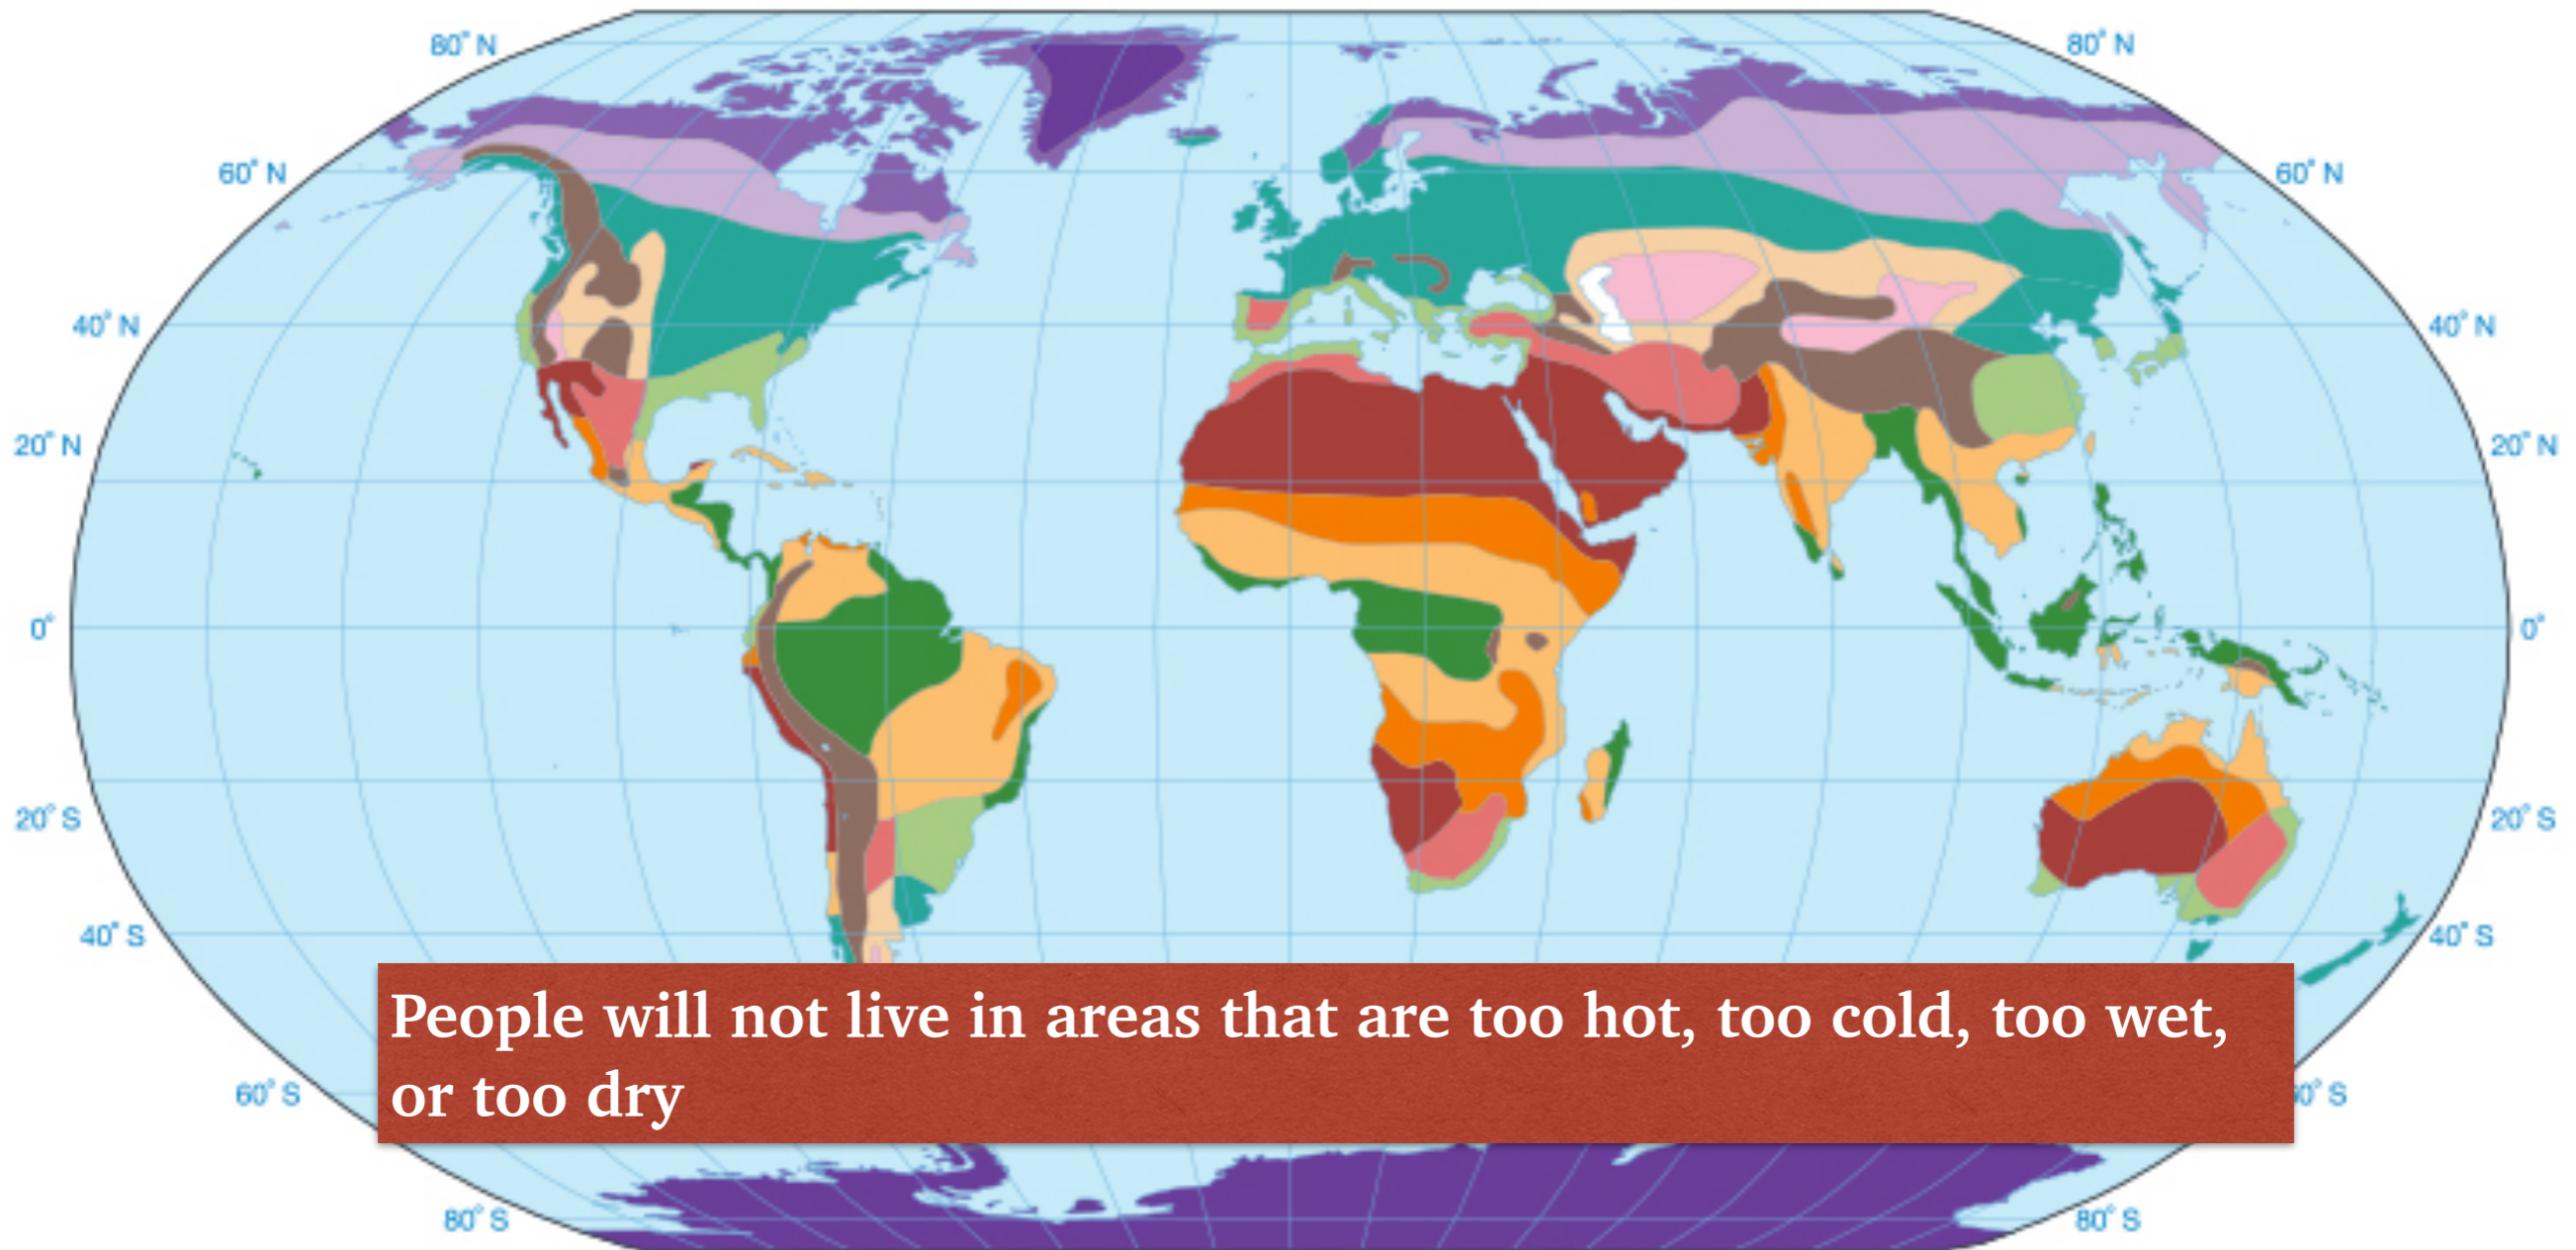 80° N
80° N
60° N
60° N
40° N
40° N
20° N
20° N
0°
0°
20° S
20° S
40° S
40° S
People will not live in areas that are too hot, too cold, too wet,
or too dry
60° S
0° S
80° S
80° S